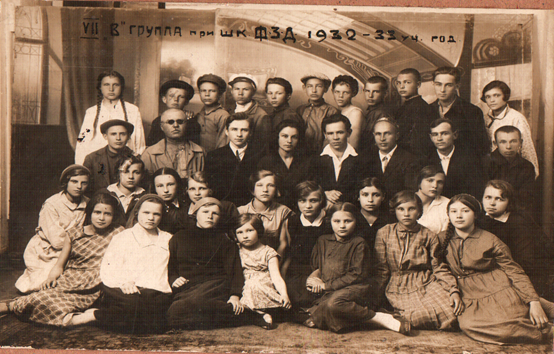 VII "В" ГРУППА при ШК ФЗД 1932-33 уч. год